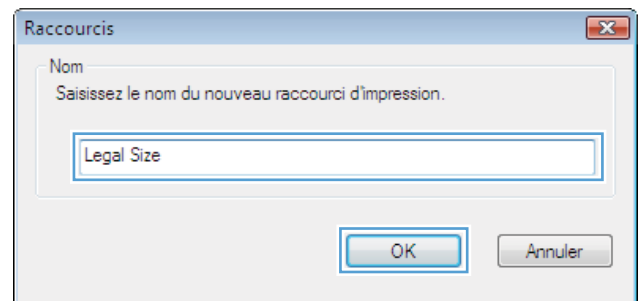 Raccourcis
Nom
Saisissez le nom du nouveau raccourci d'impression.
Legal Size
OK
Annuler